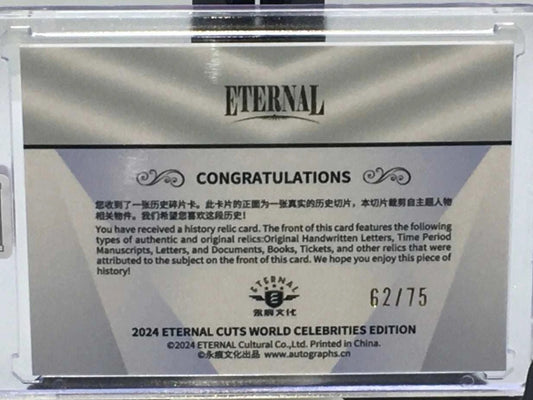 ETERNAL
CONGRATULATIONS
您收到了一张历史碎片卡。此卡片的正面为一张真实的历史切片，本切片裁剪自主题人物
相关物件。我们希望您喜欢这段历史！
You have received a history relic card. The front of this card features the following
types of authentic and original relics:Original Handwritten Letters, Time Period
Manuscripts, Letters, and Documents, Books, Tickets, and other relics that were
attributed to the subject on the front of this card. We hope you enjoy this piece of
history!
ETERNAL
永痕文化
62/75
2024 ETERNAL CUTS WORLD CELEBRITIES EDITION
©2024 ETERNAL Cultural Co.,Ltd. Printed in China.
©永痕文化出品 www.autographs.cn